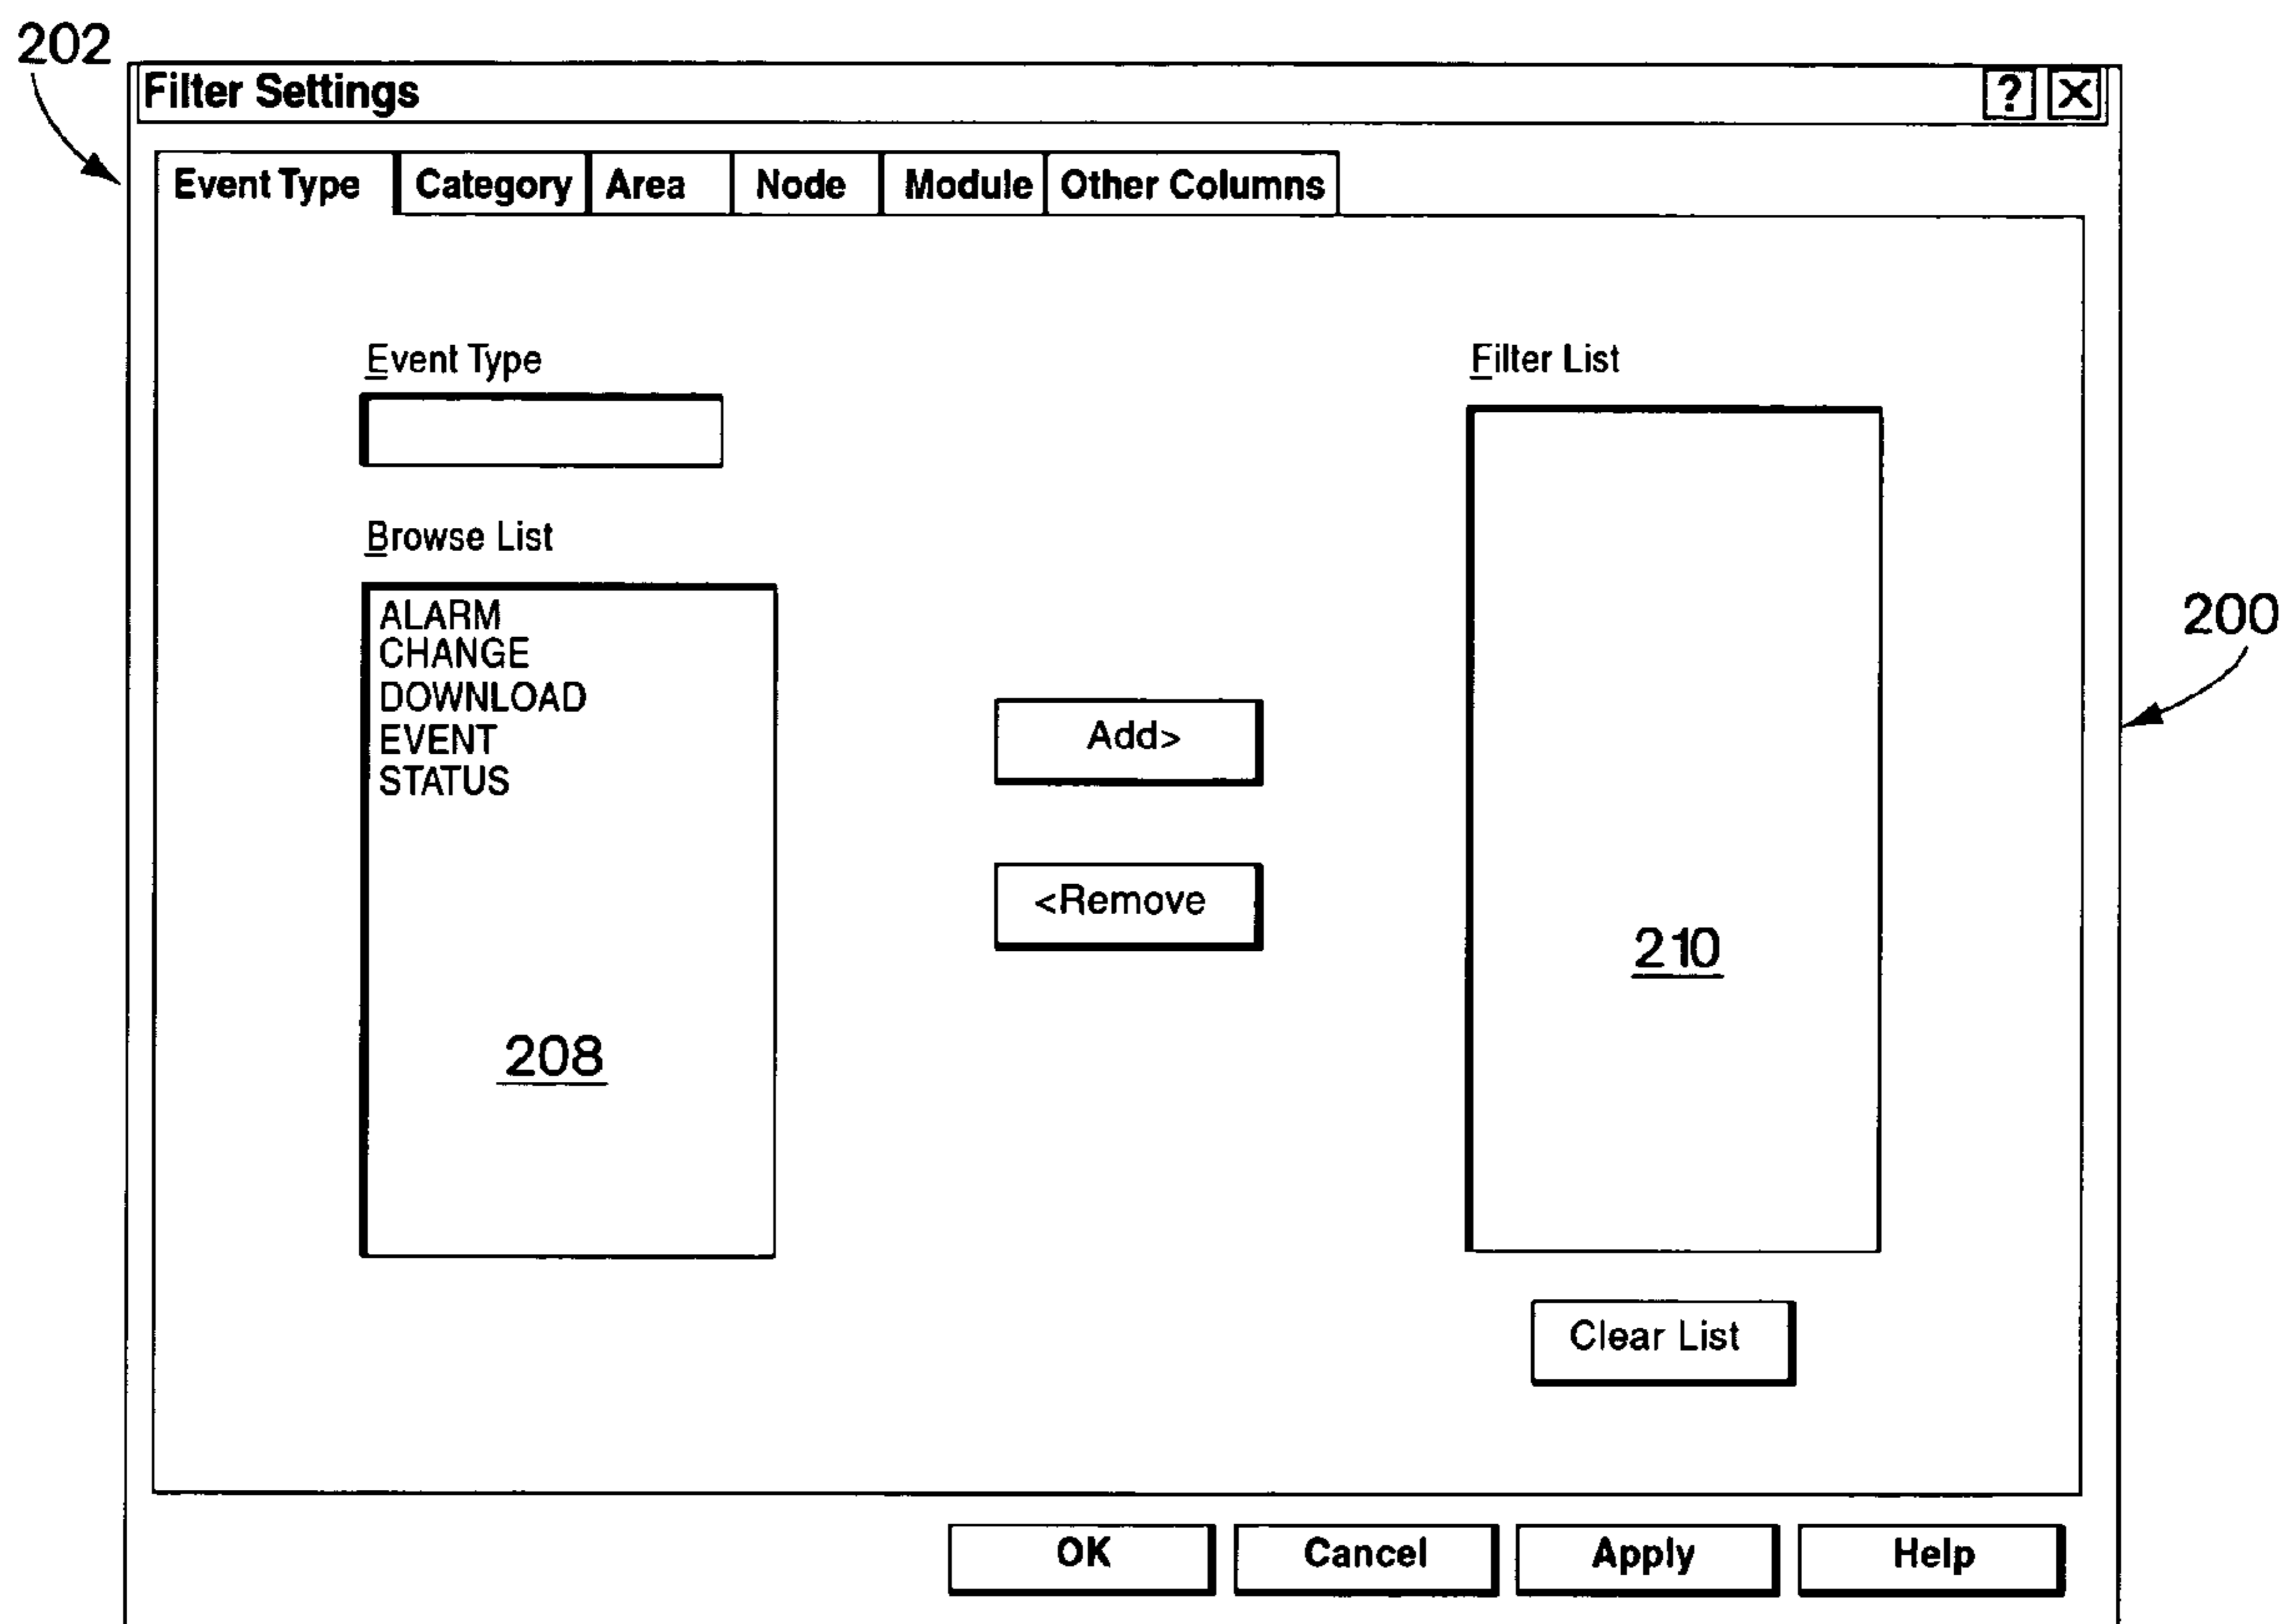 202
Filter Settings ? X
Event Type Category Area Node Module Other Columns
Event Type
Filter List
Browse List
ALARM
CHANGE
DOWNLOAD
EVENT
STATUS
200
Add>
<Remove
210
208
Clear List
OK Cancel Apply Help